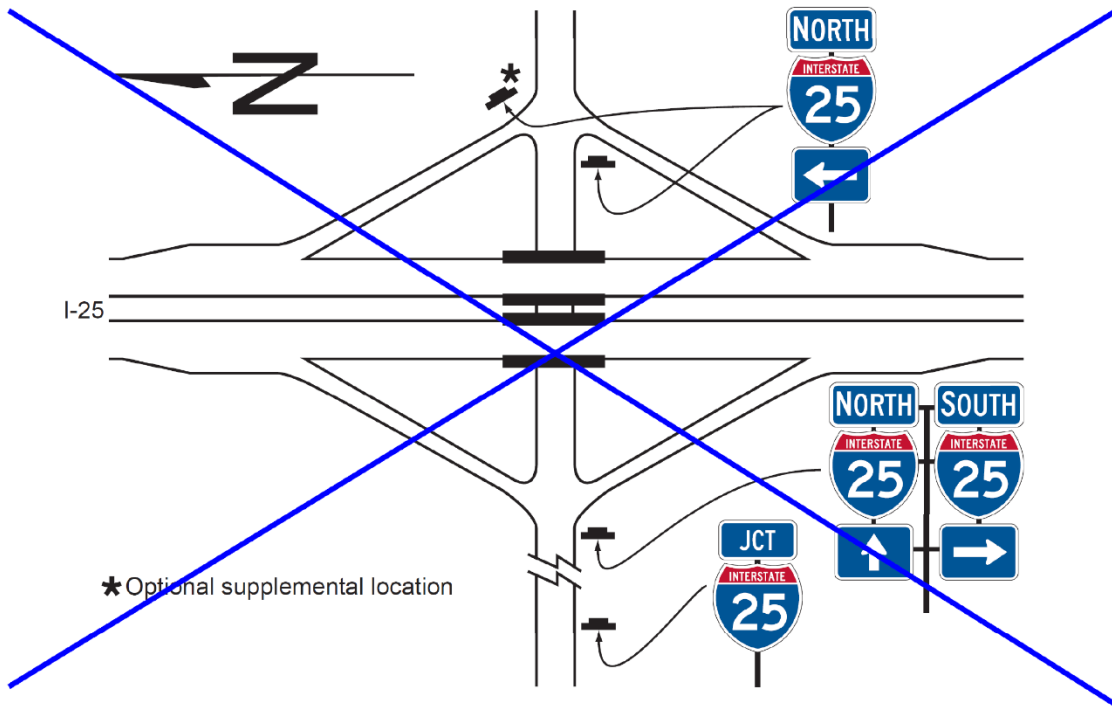 NORTH
INTERSTATE
25
N
*
I-25
NORTH SOUTH
INTERSTATE INTERSTATE
25 25
JCT
INTERSTATE
25
* Optional supplemental location